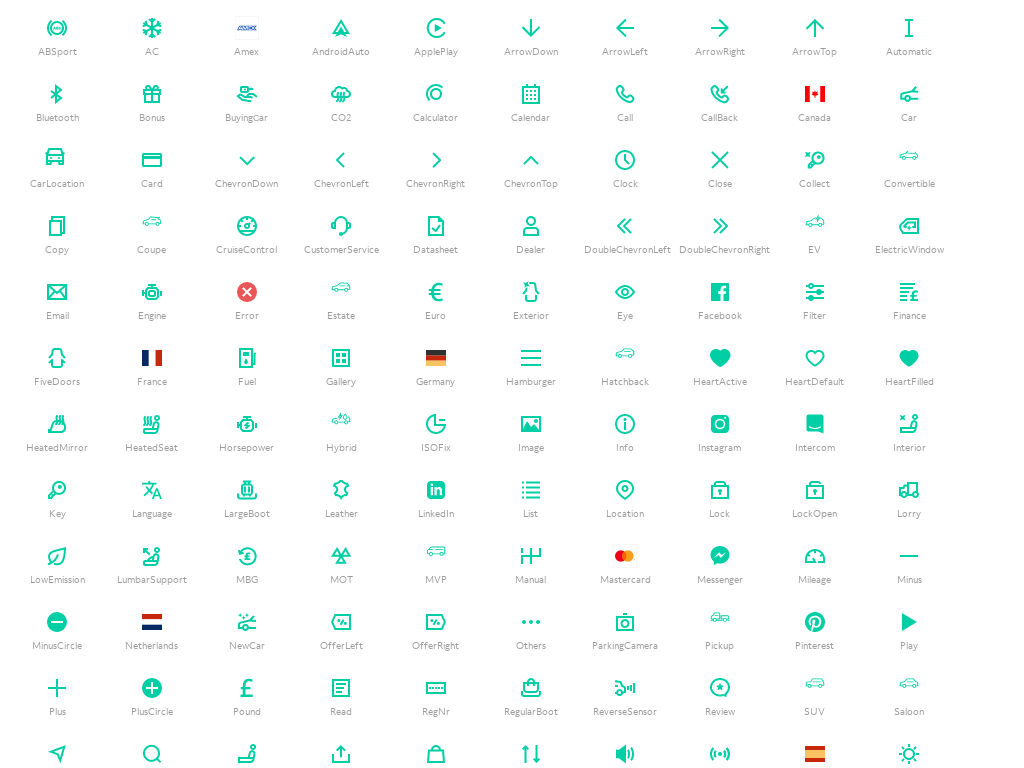 ABSport AC Amex AndroidAuto ApplePlay ArrowDown ArrowLeft ArrowRight ArrowTop Automatic
Bluetooth Bonus BuyingCar CO2 Calculator Calendar Call CallBack Canada Car
CarLocation Card ChevronDown ChevronLeft ChevronRight ChevronTop Clock Close Collect Convertible
Copy Coupe CruiseControl CustomerService Datasheet Dealer DoubleChevronLeft DoubleChevronRight EV ElectricWindow
Email Engine Error Estate Euro Exterior Eye Facebook Filter Finance
FiveDoors France Fuel Gallery Germany Hamburger Hatchback HeartActive HeartDefault HeartFilled
HeatedMirror HeatedSeat Horsepower Hybrid ISOFix Image Info Instagram Intercom Interior
Key Language LargeBoot Leather LinkedIn List Location Lock LockOpen Lorry
LowEmission LumbarSupport MBG MOT MVP Manual Mastercard Messenger Mileage Minus
MinusCircle Netherlands NewCar OfferLeft OfferRight Others ParkingCamera Pickup Pinterest Play
Plus PlusCircle Pound Read RegNr RegularBoot ReverseSensor Review SUV Saloon